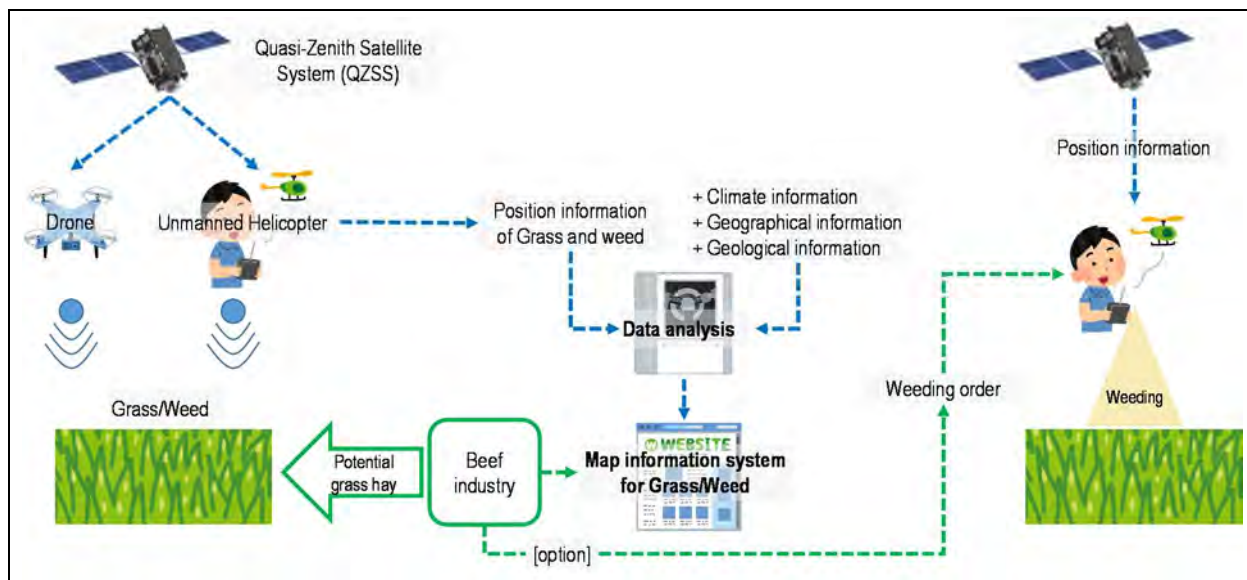 Quasi-Zenith Satellite
System (QZSS)
Position information
Drone
Unmanned Helicopter
Position information
of Grass and weed
+ Climate information
+ Geographical information
+ Geological information
Data analysis
Weeding order
Weeding
Grass/Weed
Potential
grass hay
Beef
industry
WEBSITE
Map information system
for Grass/Weed
[option]